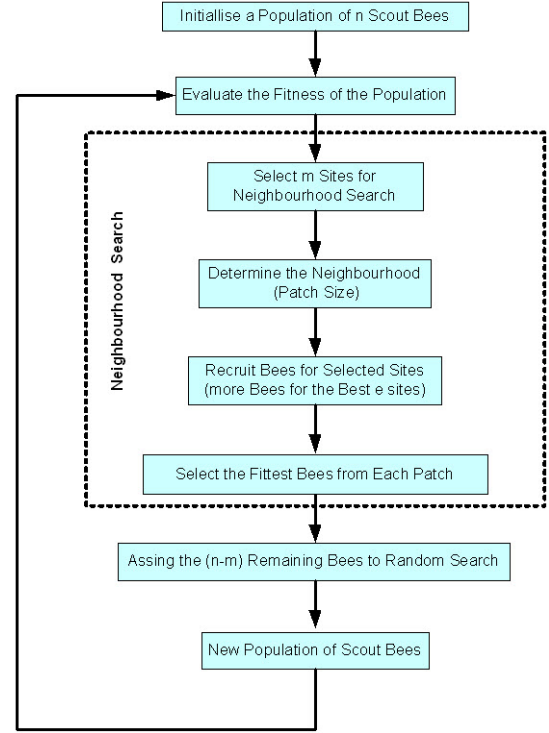 Initiallise a Population of n Scout Bees
Evaluate the Fitness of the Population
Neighbourhood Search
Select m Sites for
Neighbourhood Search
Determine the Neighbourhood
(Patch Size)
Recruit Bees for Selected Sites
(more Bees for the Best e sites)
Select the Fittest Bees from Each Patch
Assing the (n-m) Remaining Bees to Random Search
New Population of Scout Bees